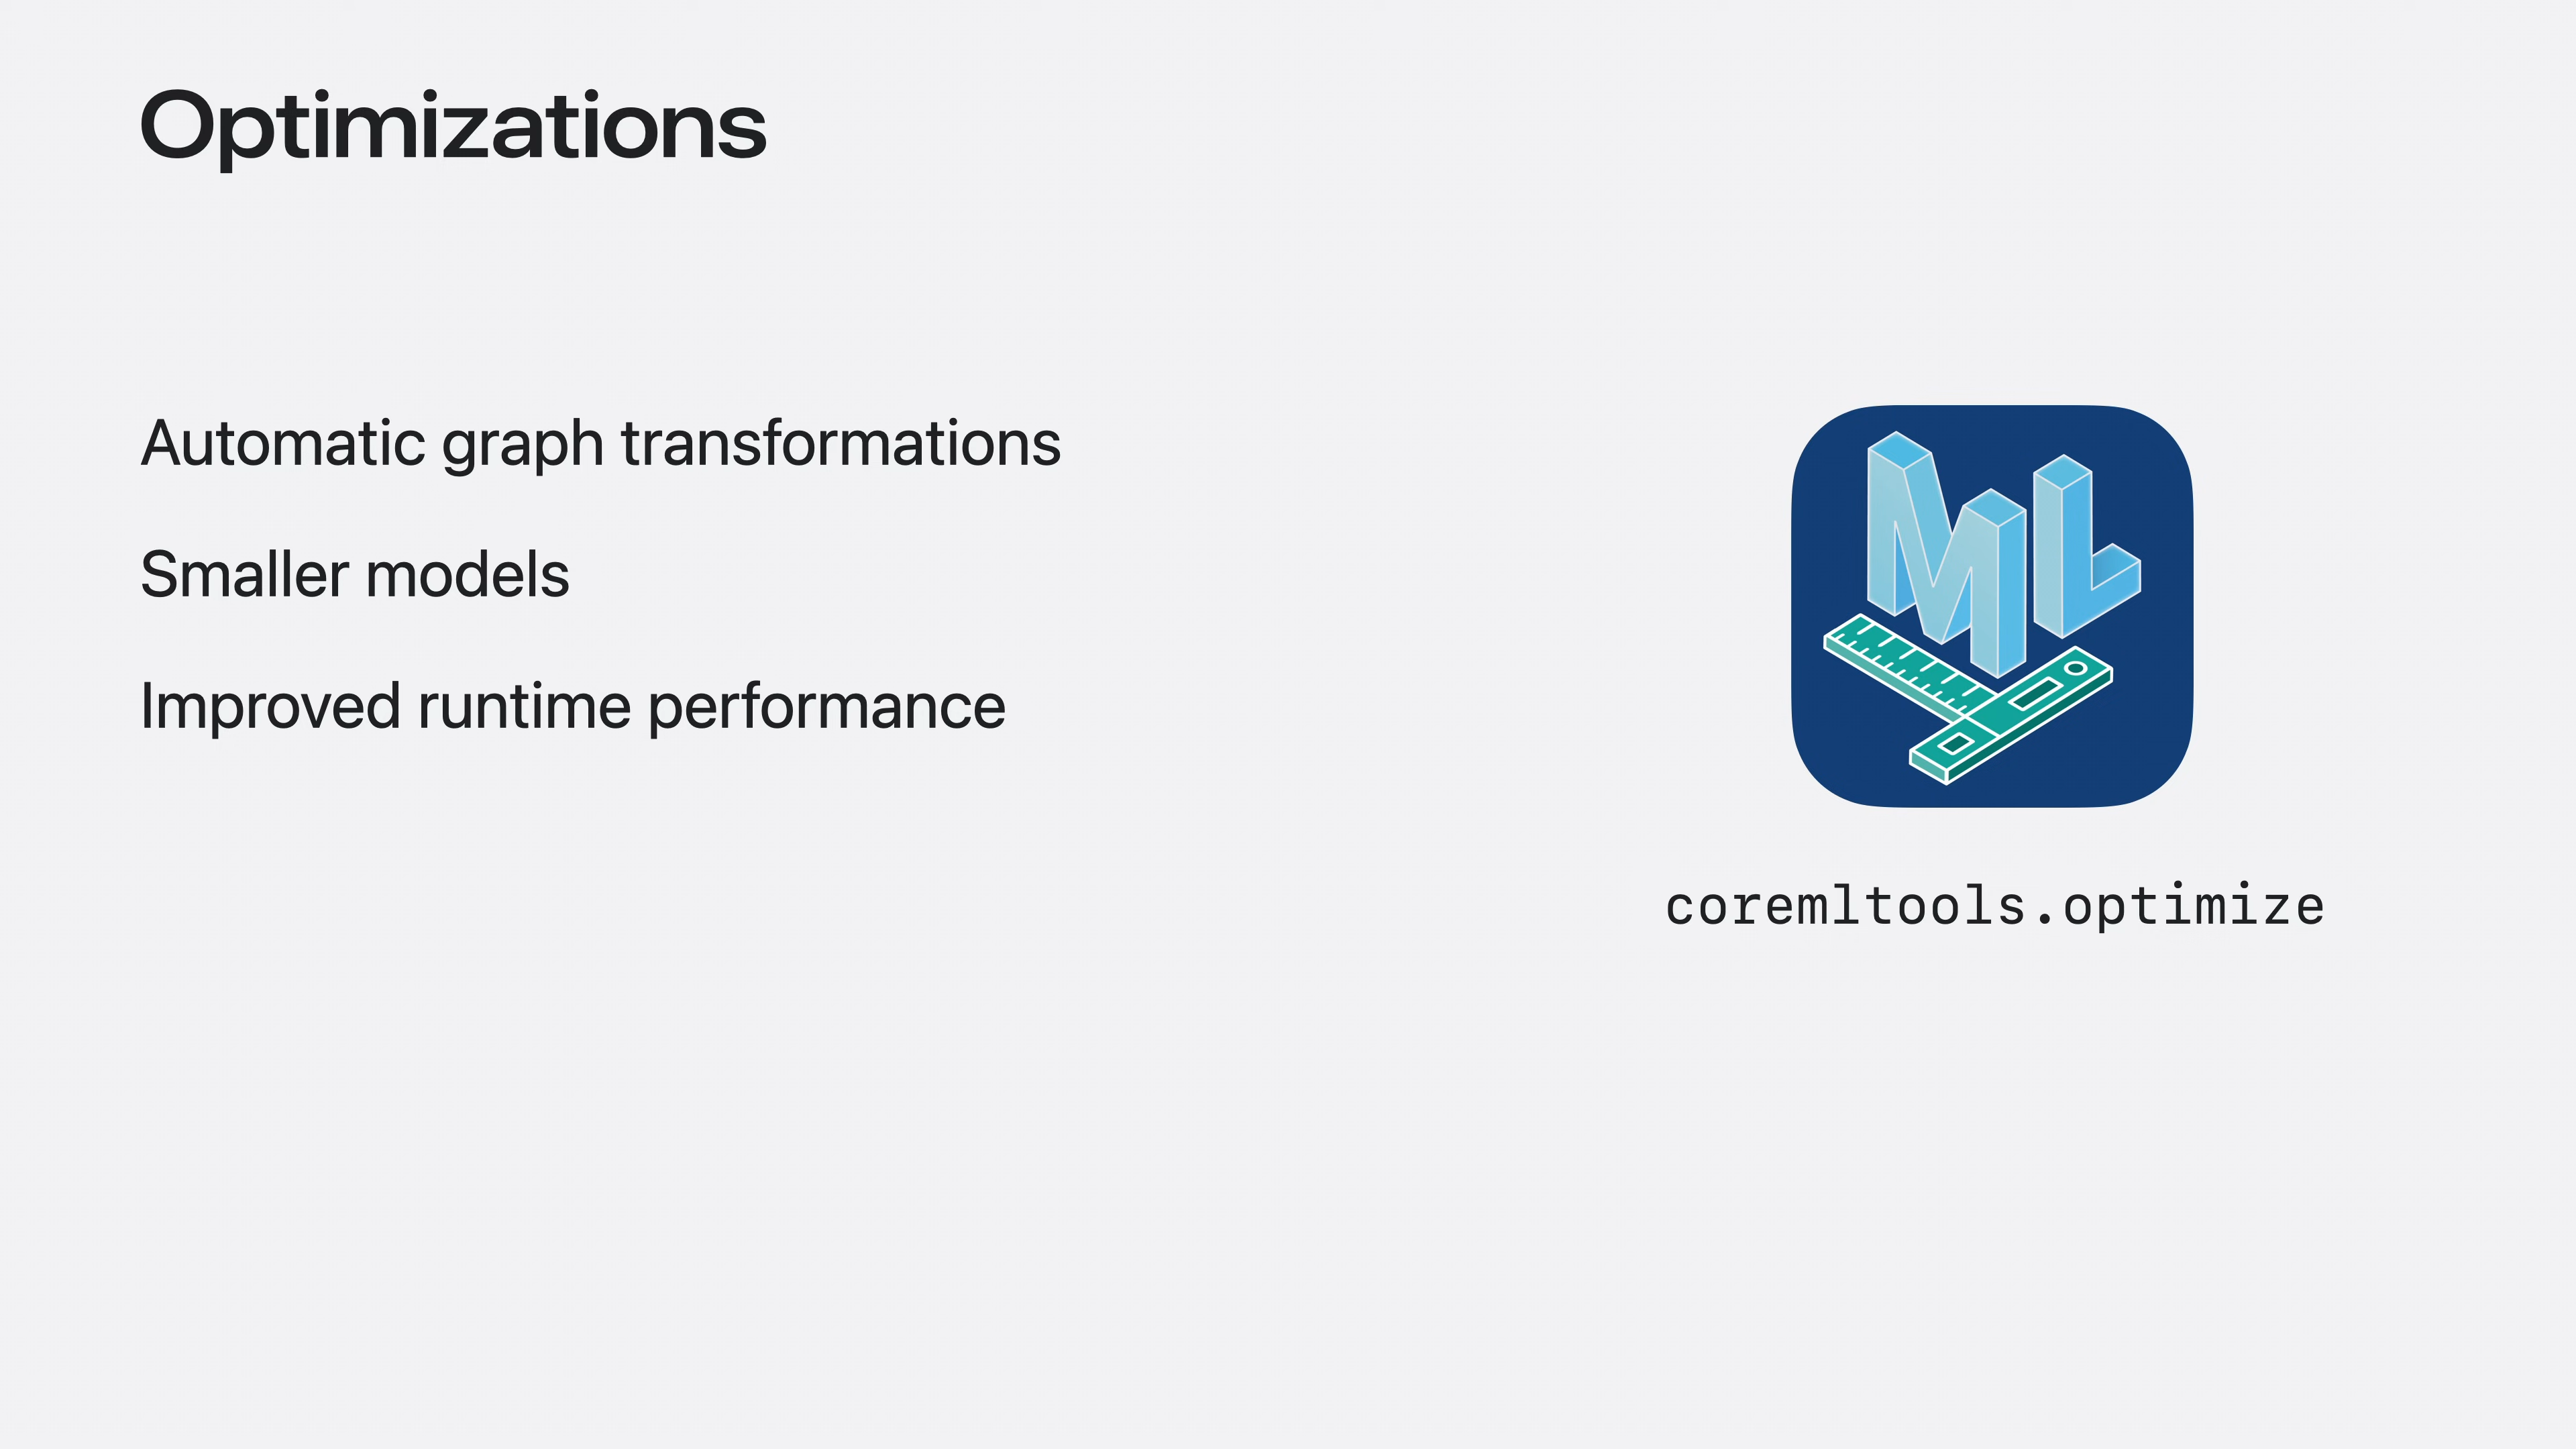 Optimizations
Automatic graph transformations
Smaller models
Improved runtime performance
ML
coremltools.optimize